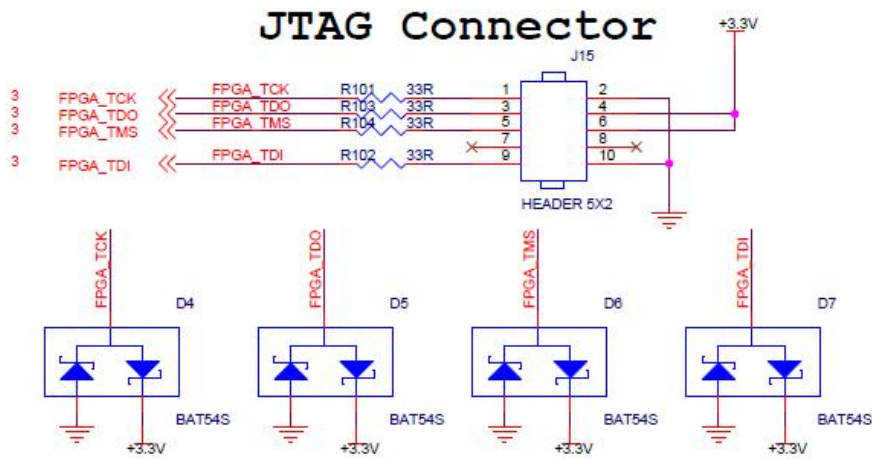 JTAG Connector
+3.3V
J15
3 FPGA_TCK FPGA_TCK R101 33R 1 2
3 FPGA_TDO FPGA_TDO R103 33R 3 4
3 FPGA_TMS FPGA_TMS R104 33R 5 6
7 8
3 FPGA_TDI FPGA_TDI R102 33R 9 10
HEADER 5X2
FPGA_TCK FPGA_TDO FPGA_TMS FPGA_TDI
D4 D5 D6 D7
BAT54S BAT54S BAT54S BAT54S
+3.3V +3.3V +3.3V +3.3V